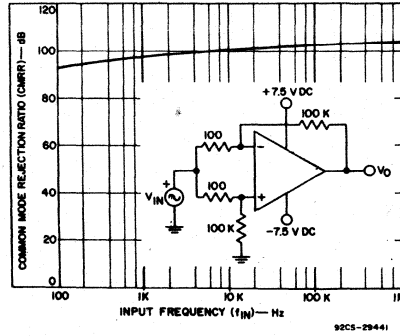 COMMON MODE REJECTION RATIO (CMRR)—dB
120
100
80
60
40
20
0
100
1K
10K
100 K
INPUT FREQUENCY (fIN)—Hz
+7.5 V DC
100 K
100
−
VO
+
VIN
100
+
100 K
−7.5 V DC
92CS-29441